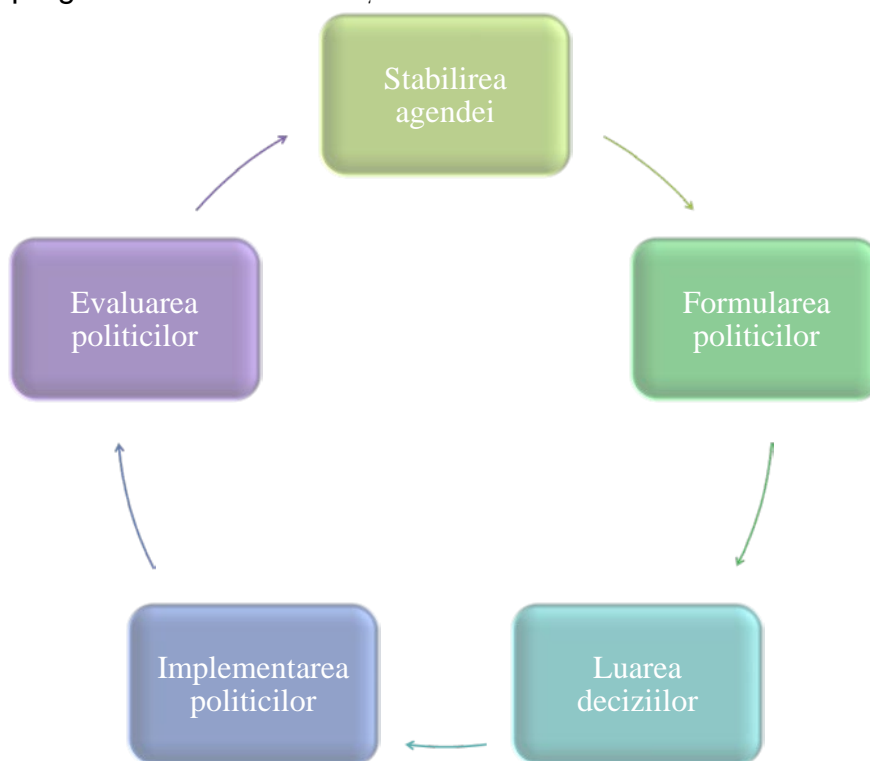 Stabilirea
agendei
Formularea
politicilor
Luarea
deciziilor
Implementarea
politicilor
Evaluarea
politicilor